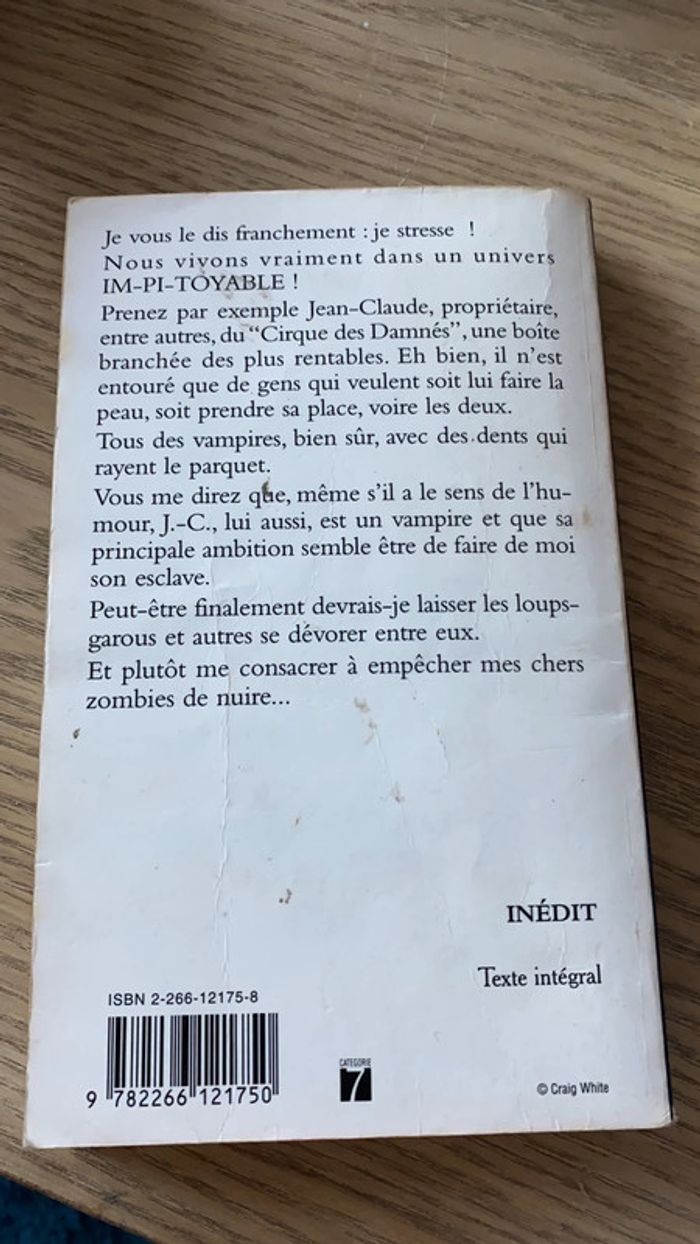 Je vous le dis franchement : je stresse !
Nous vivons vraiment dans un univers
IM-PI-TOYABLE !
Prenez par exemple Jean-Claude, propriétaire,
entre autres, du "Cirque des Damnés", une boîte
branchée des plus rentables. Eh bien, il n'est
entouré que de gens qui veulent soit lui faire la
peau, soit prendre sa place, voire les deux.
Tous des vampires, bien sûr, avec des dents qui
rayent le parquet.
Vous me direz que, même s'il a le sens de l'hu-
mour, J.-C., lui aussi, est un vampire et que sa
principale ambition semble être de faire de moi
son esclave.
Peut-être finalement devrais-je laisser les loups-
garous et autres se dévorer entre eux.
Et plutôt me consacrer à empêcher mes chers
zombies de nuire...
INÉDIT
Texte intégral
ISBN 2-266-12175-8
9 782266 121750
CATÉGORIE
7
© Craig White